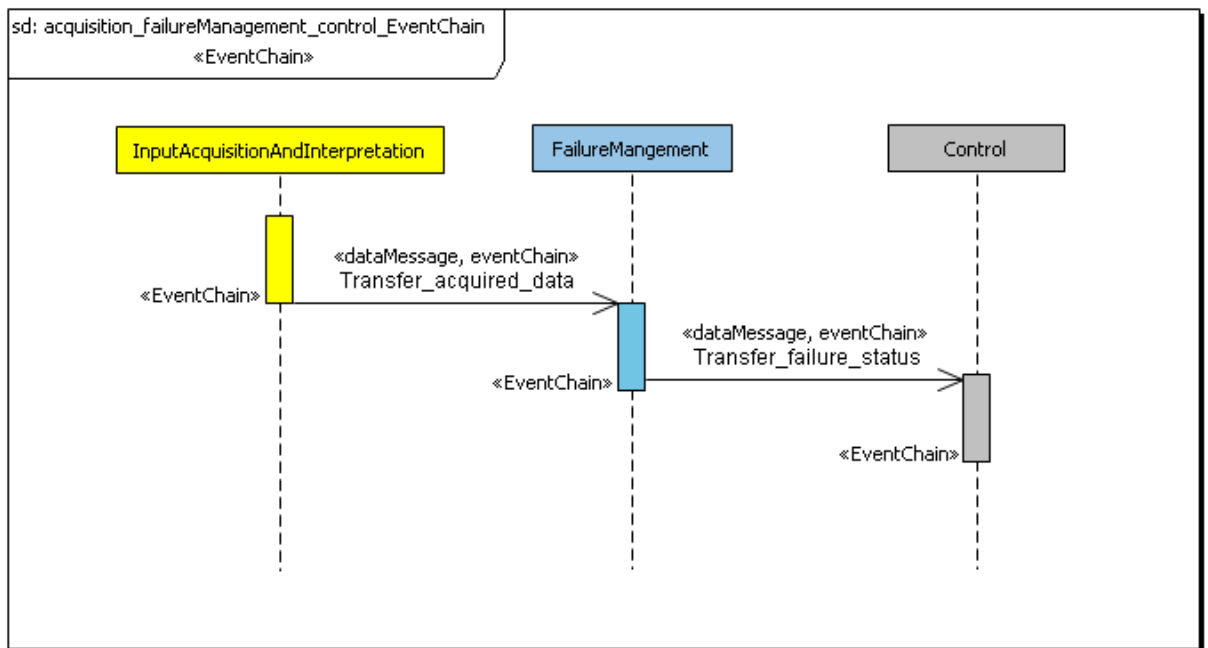 sd: acquisition_failureManagement_control_EventChain
«EventChain»
InputAcquisitionAndInterpretation
FailureMangement
Control
«dataMessage, eventChain»
Transfer_acquired_data
«EventChain»
«dataMessage, eventChain»
Transfer_failure_status
«EventChain»
«EventChain»